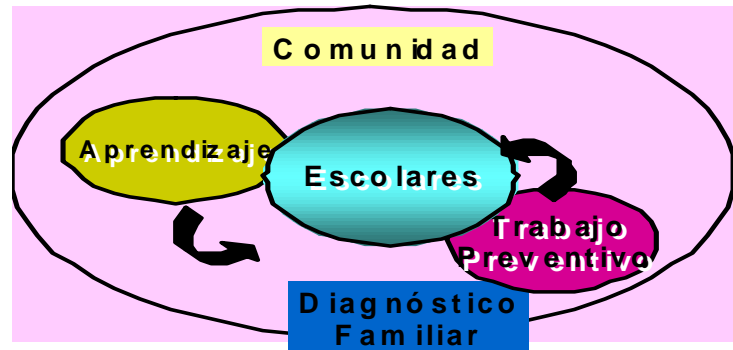 Comunidad
Aprendizaje
Escolares
Trabajo
Preventivo
Diagnóstico
Familiar